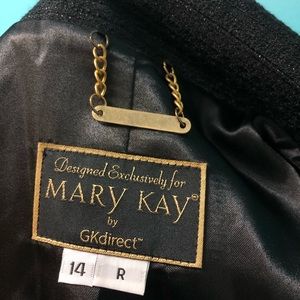 Designed Exclusively for
MARY KAY©
by
GKdirect™
14 R